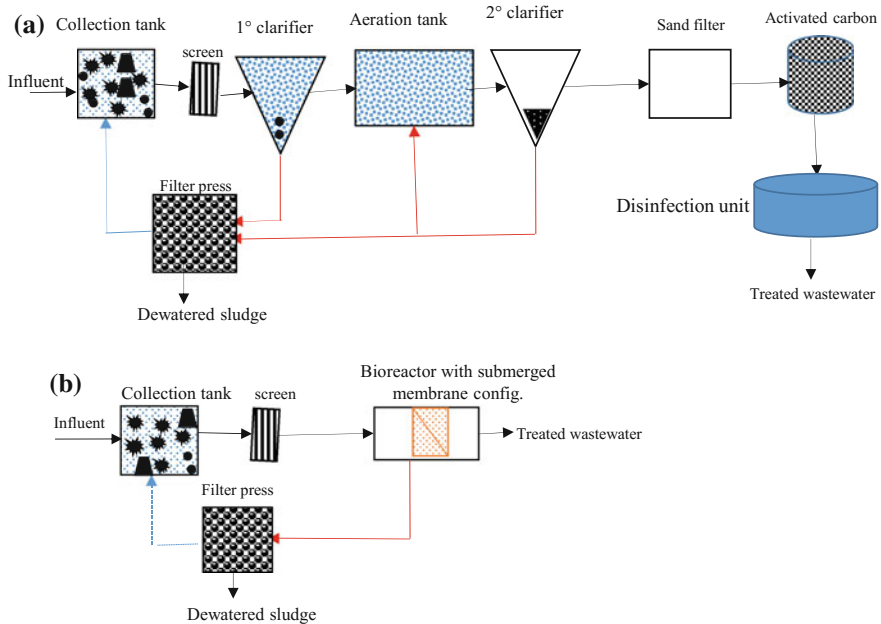 (a)
Collection tank
1° clarifier
Aeration tank
2° clarifier
Sand filter
Activated carbon
screen
Influent
Filter press
Disinfection unit
Dewatered sludge
Treated wastewater
(b)
Collection tank
screen
Bioreactor with submerged
membrane config.
Influent
Treated wastewater
Filter press
Dewatered sludge